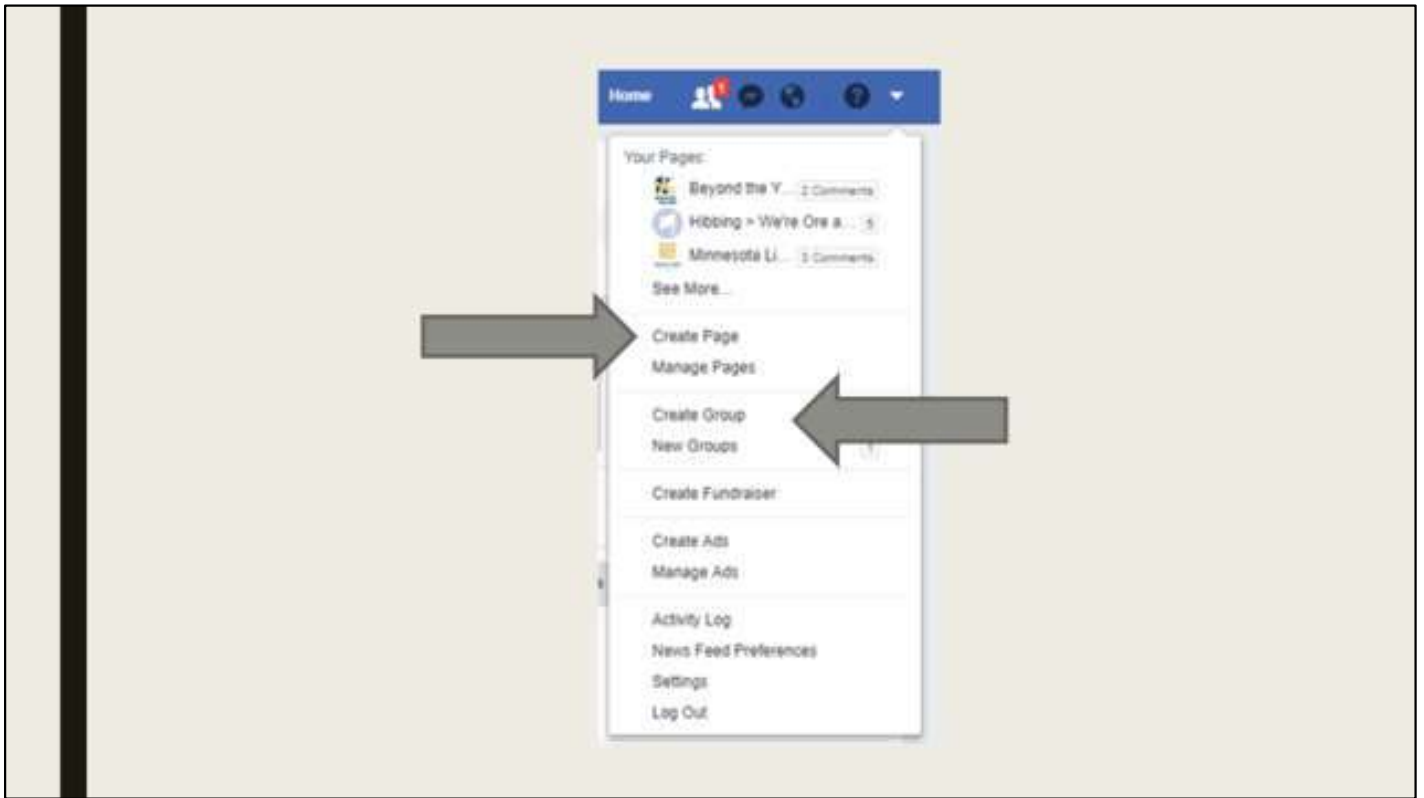 Home 1 ?
Your Pages:
Beyond the Y... 2 Comments
Hibbing > We're Ore a... 5
Minnesota Li... 3 Comments
See More...
Create Page
Manage Pages
Create Group
New Groups 1
Create Fundraiser
Create Ads
Manage Ads
Activity Log
News Feed Preferences
Settings
Log Out